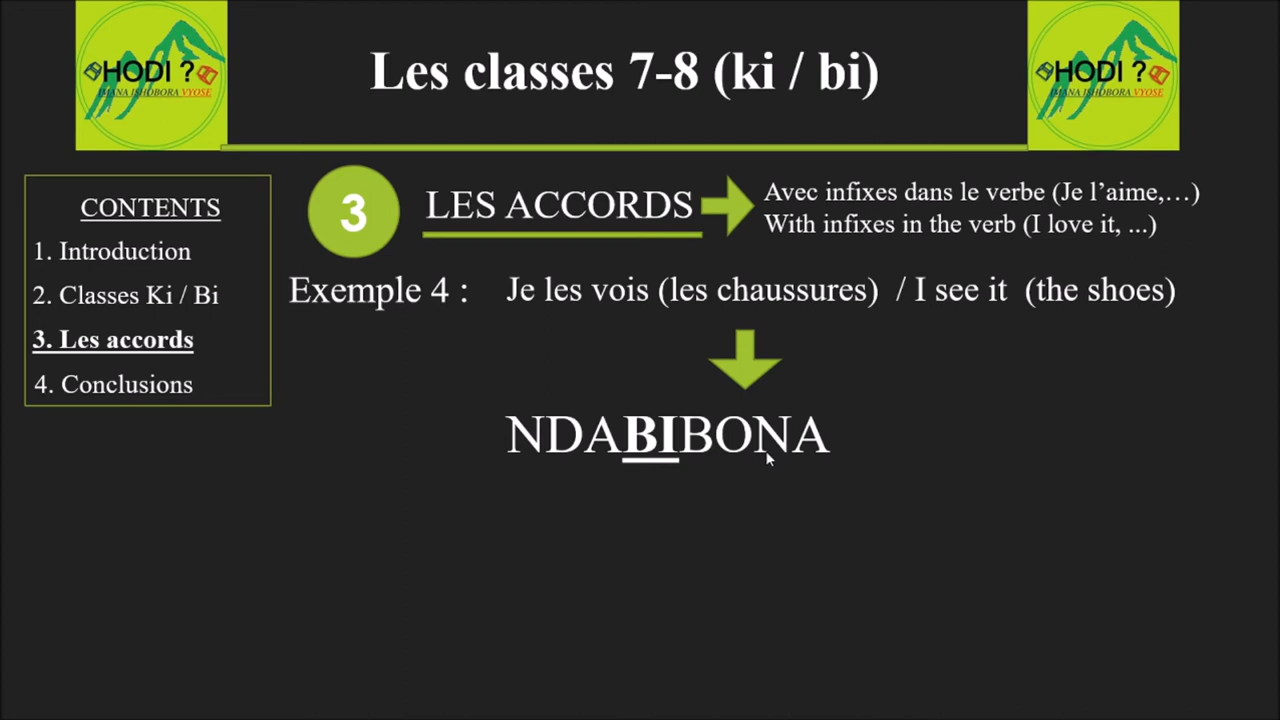 HODI ?
IMANA ISHOBORA VYOSE
Les classes 7-8 (ki / bi)
HODI ?
IMANA ISHOBORA VYOSE
CONTENTS
1. Introduction
2. Classes Ki / Bi
3. Les accords
4. Conclusions
3
LES ACCORDS
Avec infixes dans le verbe (Je l’aime,…)
With infixes in the verb (I love it, ...)
Exemple 4 : Je les vois (les chaussures) / I see it (the shoes)
NDABIBONA